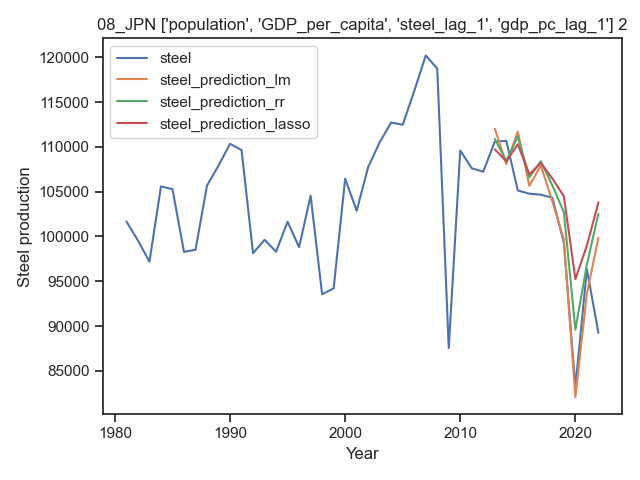 08_JPN ['population', 'GDP_per_capita', 'steel_lag_1', 'gdp_pc_lag_1'] 2
steel
steel_prediction_lm
steel_prediction_rr
steel_prediction_lasso
Steel production
120000
115000
110000
105000
100000
95000
90000
85000
1980
1990
2000
2010
2020
Year